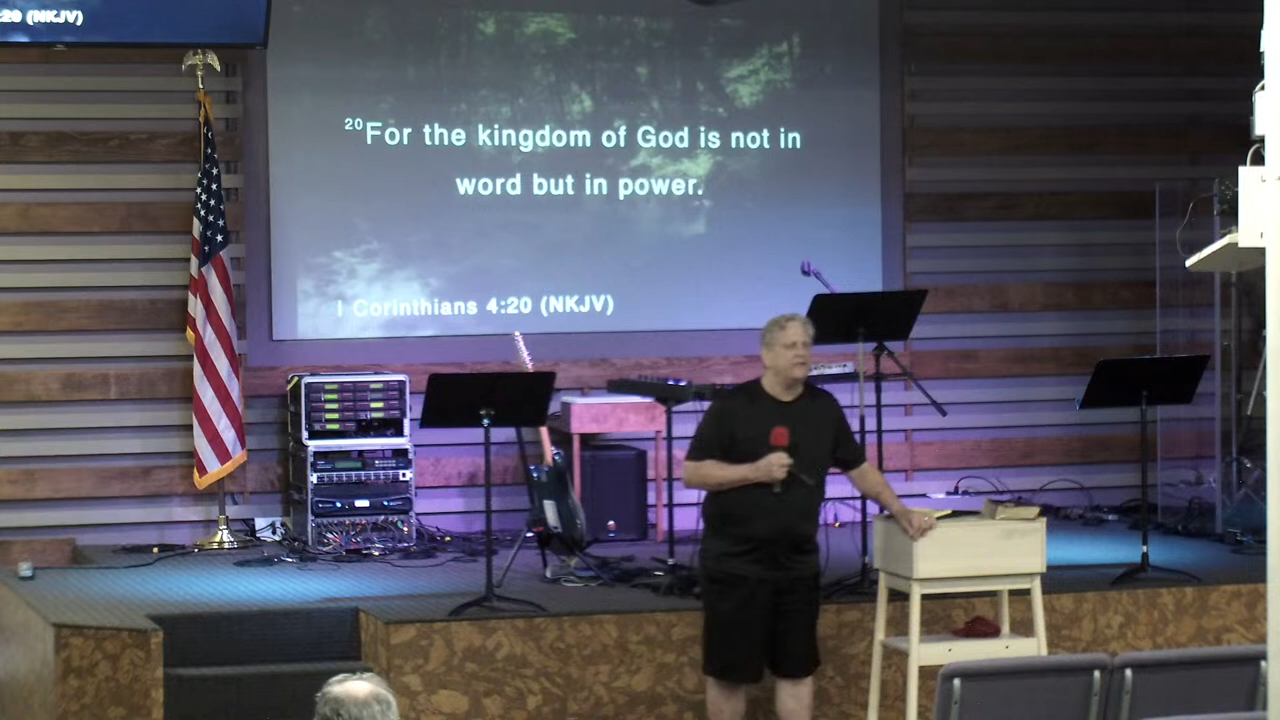 :20 (NKJV)
20For the kingdom of God is not in
word but in power.
I Corinthians 4:20 (NKJV)